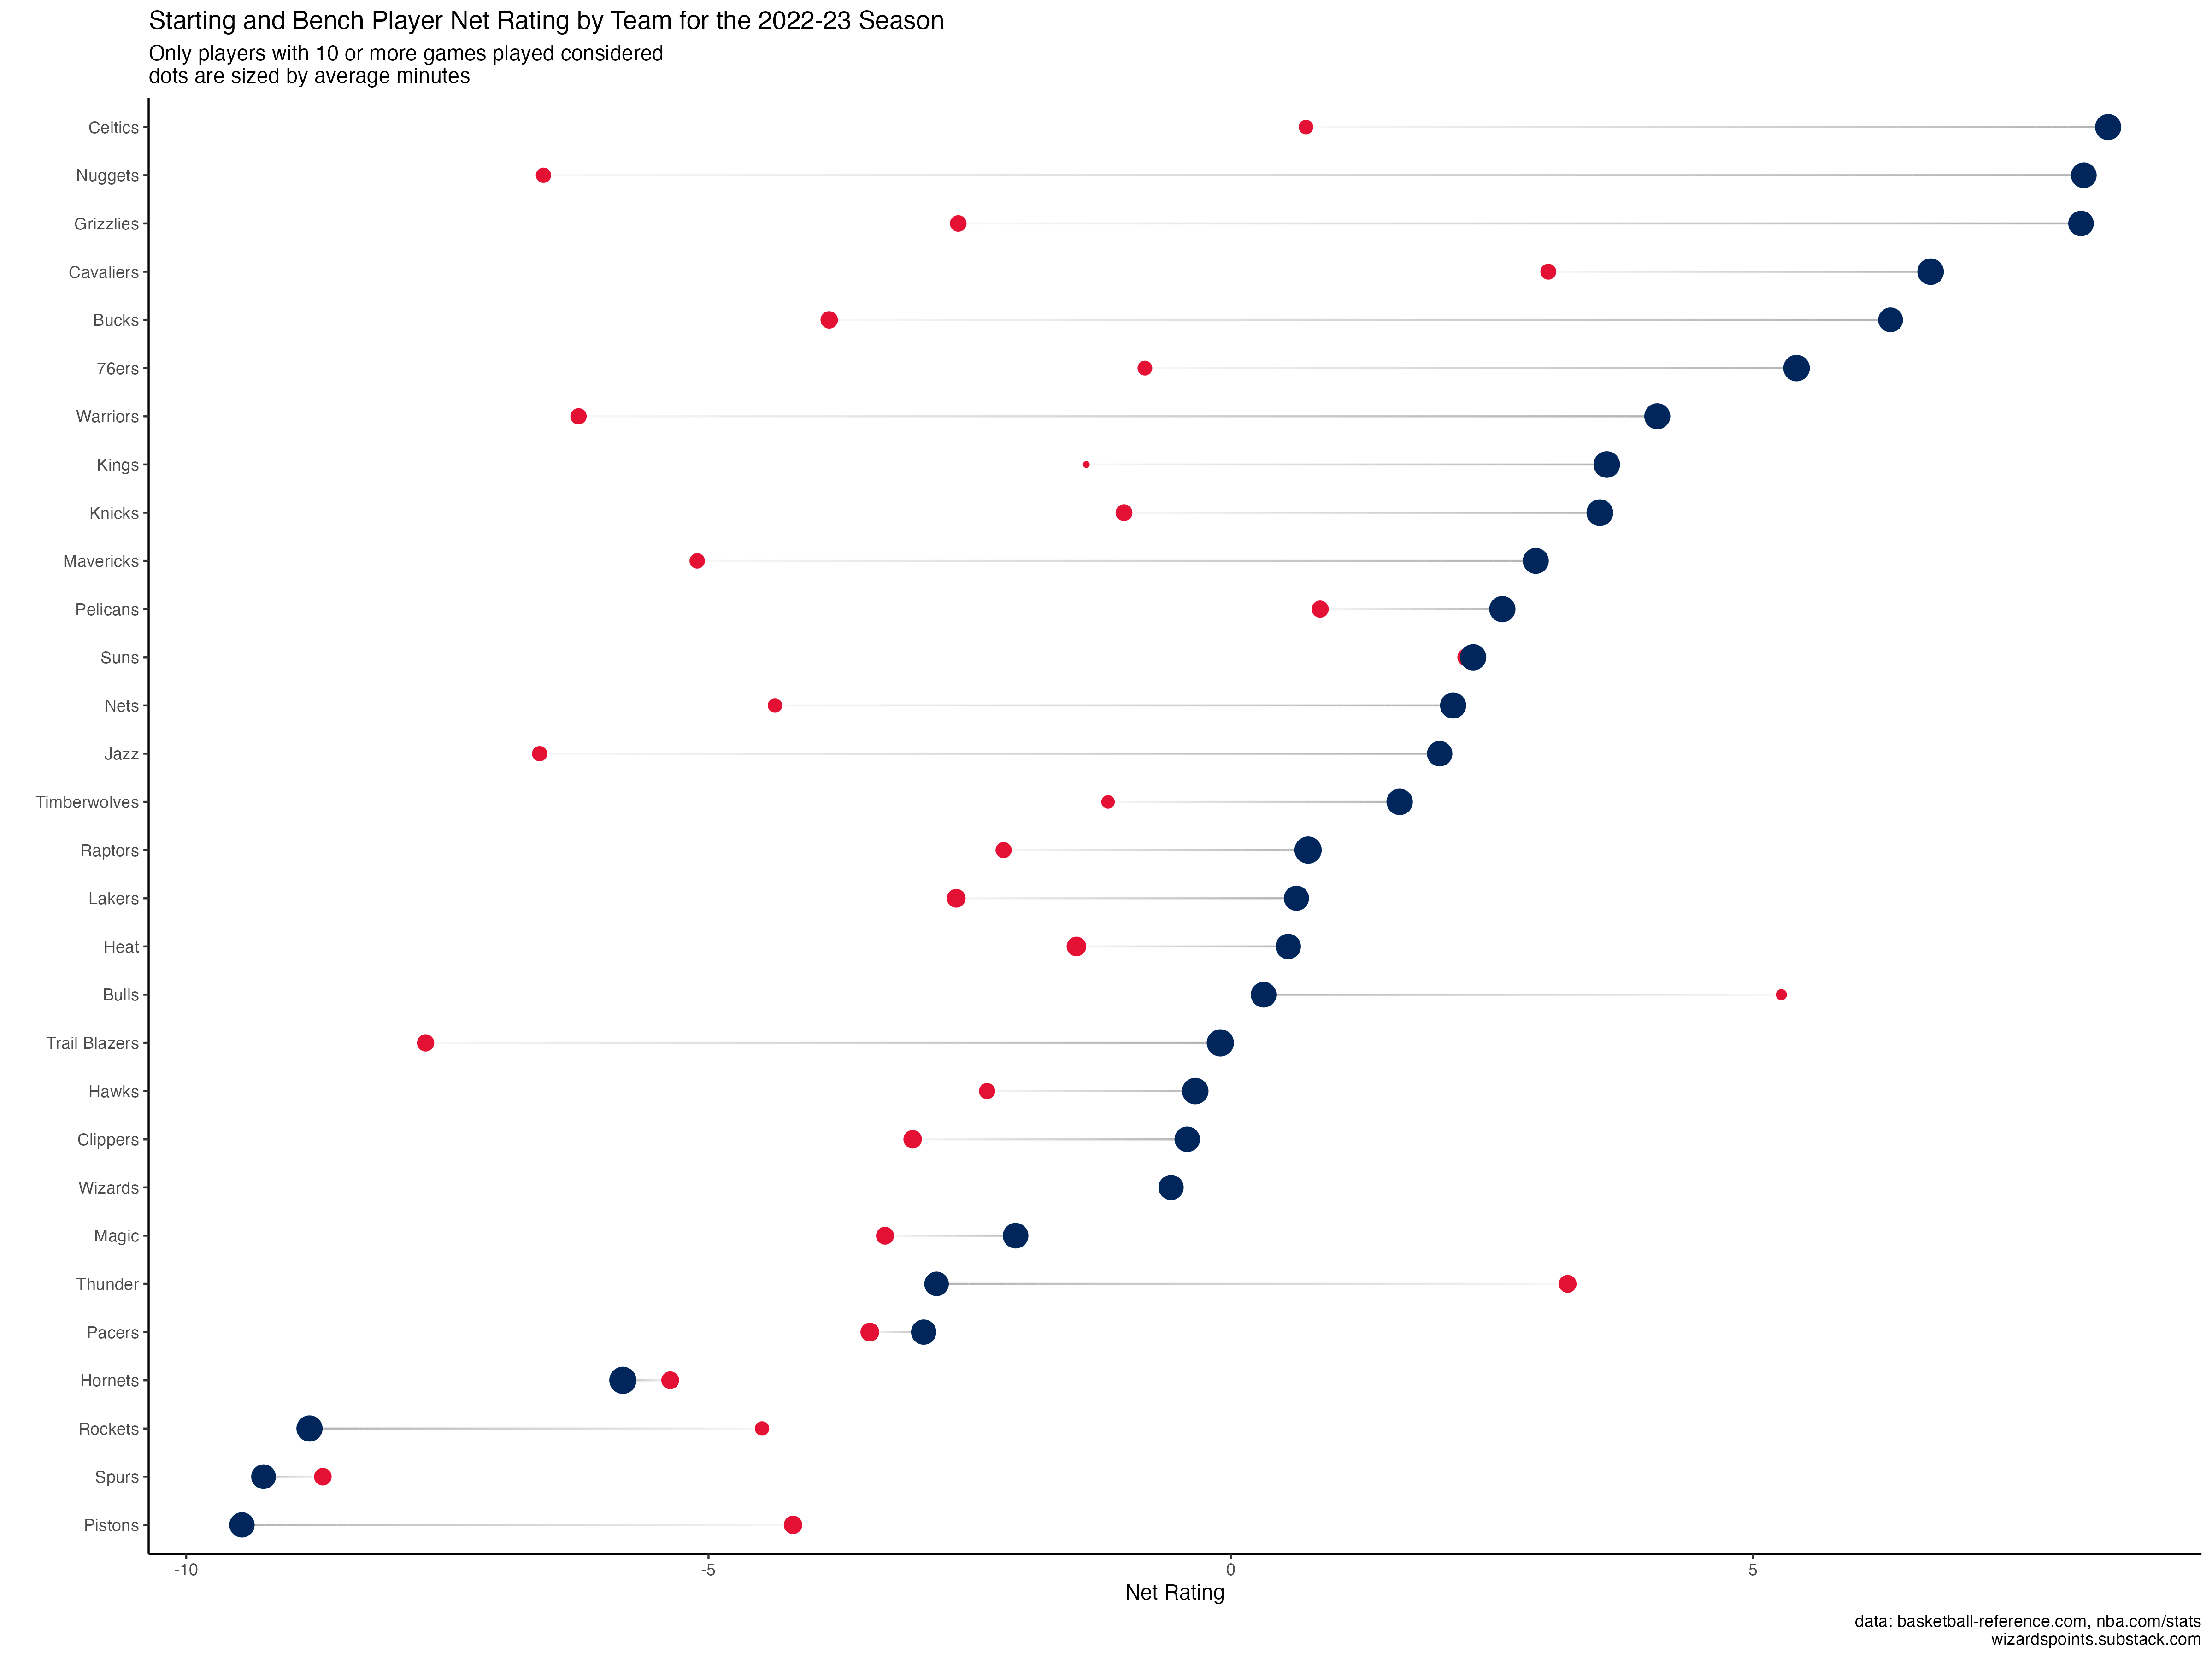 Starting and Bench Player Net Rating by Team for the 2022-23 Season
Only players with 10 or more games played considered
dots are sized by average minutes
Celtics
Nuggets
Grizzlies
Cavaliers
Bucks
76ers
Warriors
Kings
Knicks
Mavericks
Pelicans
Suns
Nets
Jazz
Timberwolves
Raptors
Lakers
Heat
Bulls
Trail Blazers
Hawks
Clippers
Wizards
Magic
Thunder
Pacers
Hornets
Rockets
Spurs
Pistons
-10 -5 0 5
Net Rating
data: basketball-reference.com, nba.com/stats
wizardspoints.substack.com